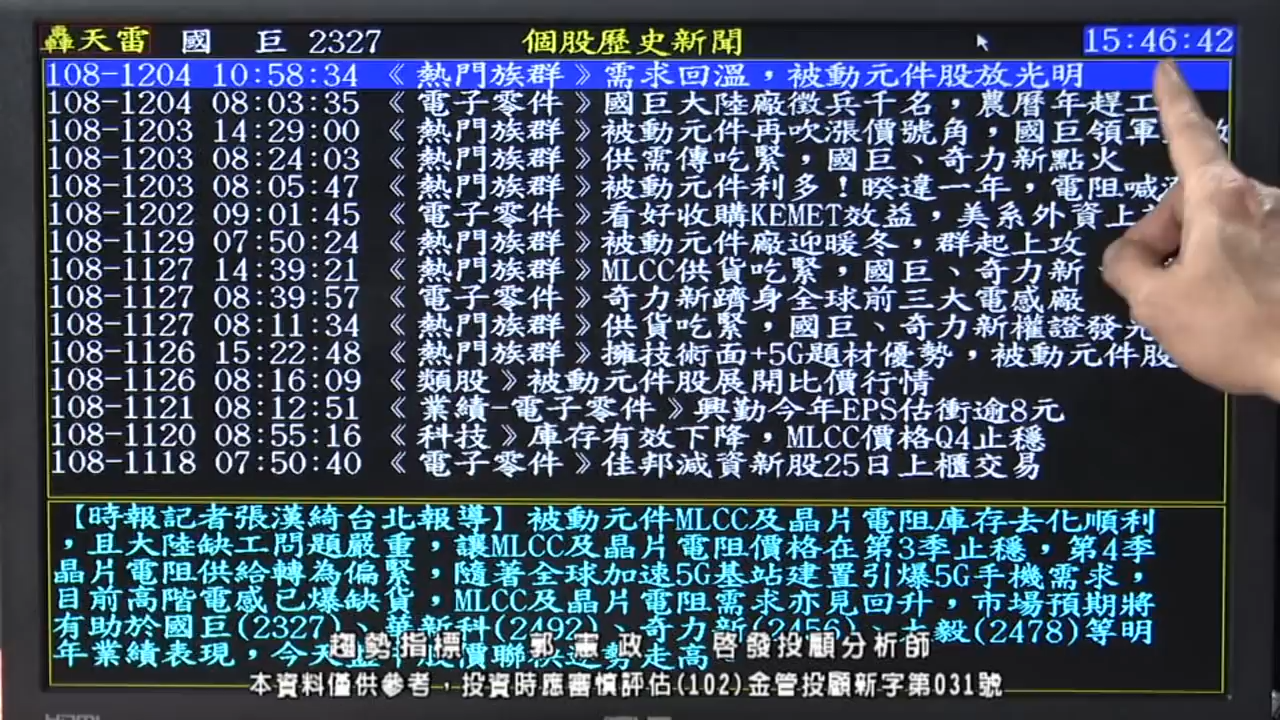 轟天雷 國 巨 2327 個股歷史新聞 15:46:42
108-1204 10:58:34 《熱門族群》需求回溫，被動元件股放光明
108-1204 08:03:35 《電子零件》國巨大陸廠徵兵千名，農曆年趕工
108-1203 14:29:00 《熱門族群》被動元件再吹漲價號角，國巨領軍
108-1203 08:24:03 《熱門族群》供需傳吃緊，國巨、奇力新點火
108-1203 08:05:47 《熱門族群》被動元件利多！睽違一年，電阻喊
108-1202 09:01:45 《電子零件》看好收購KEMET效益，美系外資上
108-1129 07:50:24 《熱門族群》被動元件廠迎暖冬，群起上攻
108-1127 14:39:21 《熱門族群》MLCC供貨吃緊，國巨、奇力新
108-1127 08:39:57 《電子零件》奇力新躋身全球前三大電感廠
108-1127 08:11:34 《熱門族群》供貨吃緊，國巨、奇力新權證發光
108-1126 15:22:48 《熱門族群》擁技術面+5G題材優勢，被動元件股
108-1126 08:16:09 《類股》被動元件股展開比價行情
108-1121 08:12:51 《業績-電子零件》興勤今年EPS估衝逾8元
108-1120 08:55:16 《科技》庫存有效下降，MLCC價格Q4止穩
108-1118 07:50:40 《電子零件》佳邦減資新股25日上櫃交易
【時報記者張漢綺台北報導】被動元件MLCC及晶片電阻庫存去化順利
，且大陸缺工問題嚴重，讓MLCC及晶片電阻價格在第3季止穩，第4季
晶片電阻供給轉為偏緊，隨著全球加速5G基站建置引爆5G手機需求，
目前高階電感已爆缺貨，MLCC及晶片電阻需求亦見回升，市場預期將
有助於國巨(2327)、華新科(2492)、奇力新(2456)、大毅(2478)等明
年業績表現，今天盤中股價聯袂逆勢走高。
趨勢指標 郭憲政 啓發投顧分析師
本資料僅供參考，投資時應審慎評估(102)金管投顧新字第031號